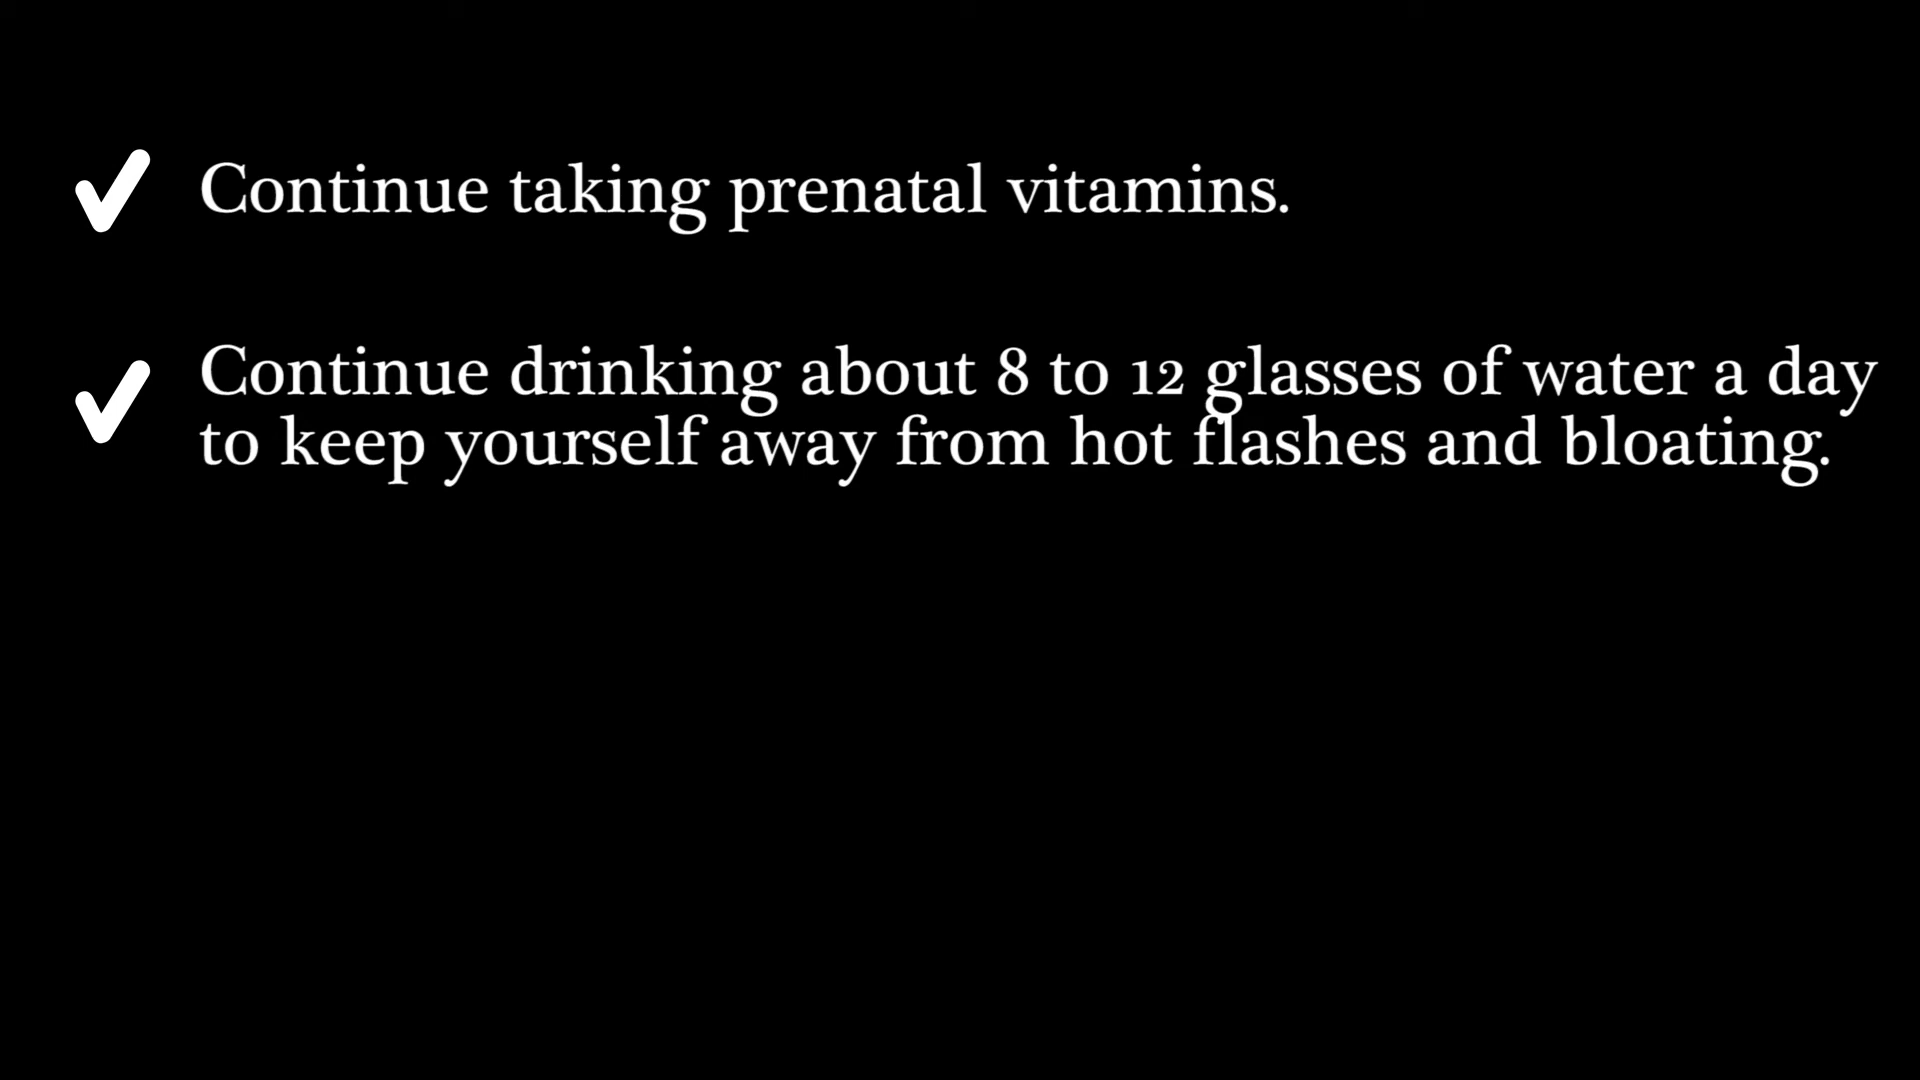 Continue taking prenatal vitamins.
Continue drinking about 8 to 12 glasses of water a day
to keep yourself away from hot flashes and bloating.